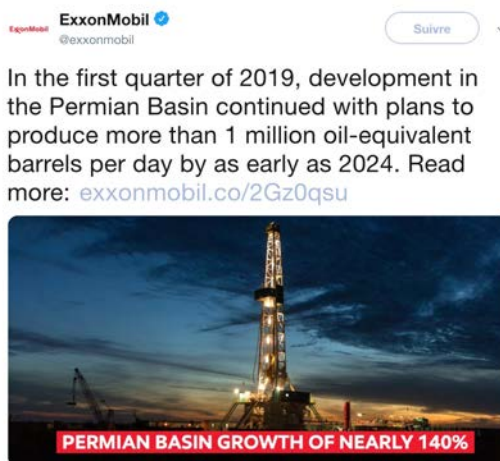 ExxonMobil
ExxonMobil
@exxonmobil
Suivre
In the first quarter of 2019, development in
the Permian Basin continued with plans to
produce more than 1 million oil-equivalent
barrels per day by as early as 2024. Read
more: exxonmobil.co/2Gz0qsu
PERMIAN BASIN GROWTH OF NEARLY 140%